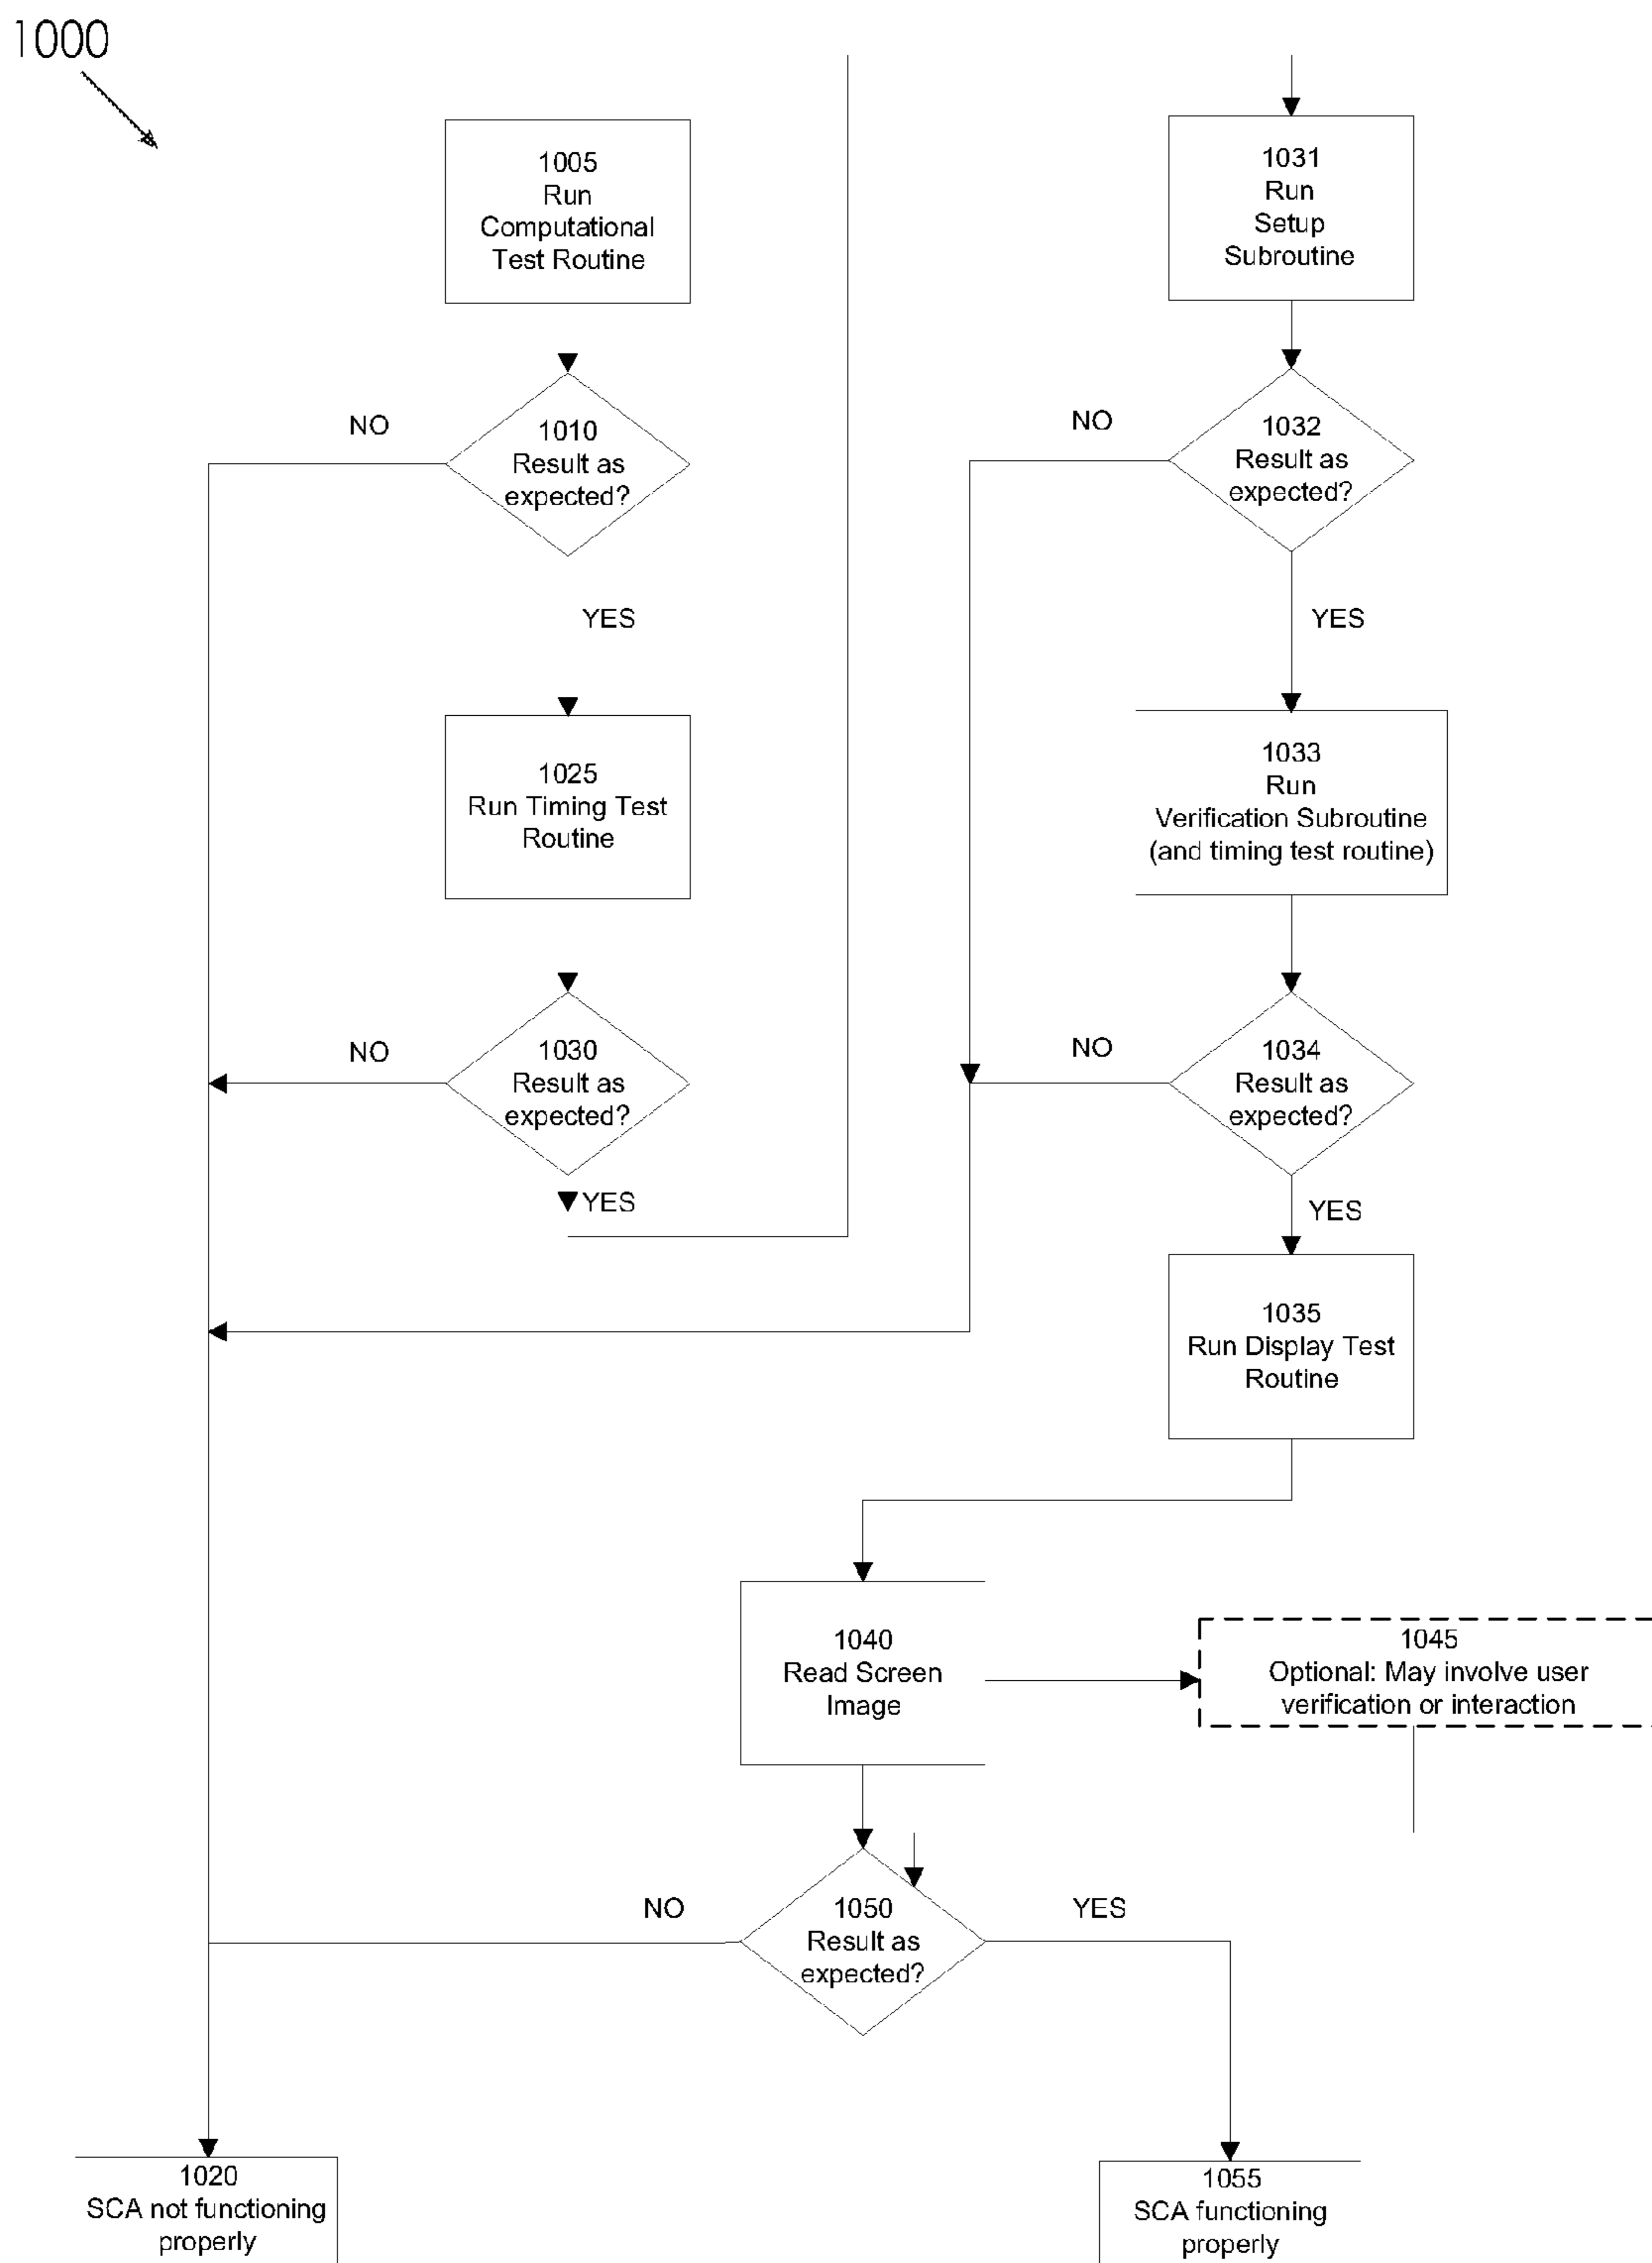 1000
1005
Run
Computational
Test Routine
NO
1010
Result as
expected?
YES
1025
Run Timing Test
Routine
NO
1030
Result as
expected?
YES
1031
Run
Setup
Subroutine
NO
1032
Result as
expected?
YES
1033
Run
Verification Subroutine
(and timing test routine)
NO
1034
Result as
expected?
YES
1035
Run Display Test
Routine
1040
Read Screen
Image
1045
Optional: May involve user
verification or interaction
NO
1050
Result as
expected?
YES
1020
SCA not functioning
properly
1055
SCA functioning
properly